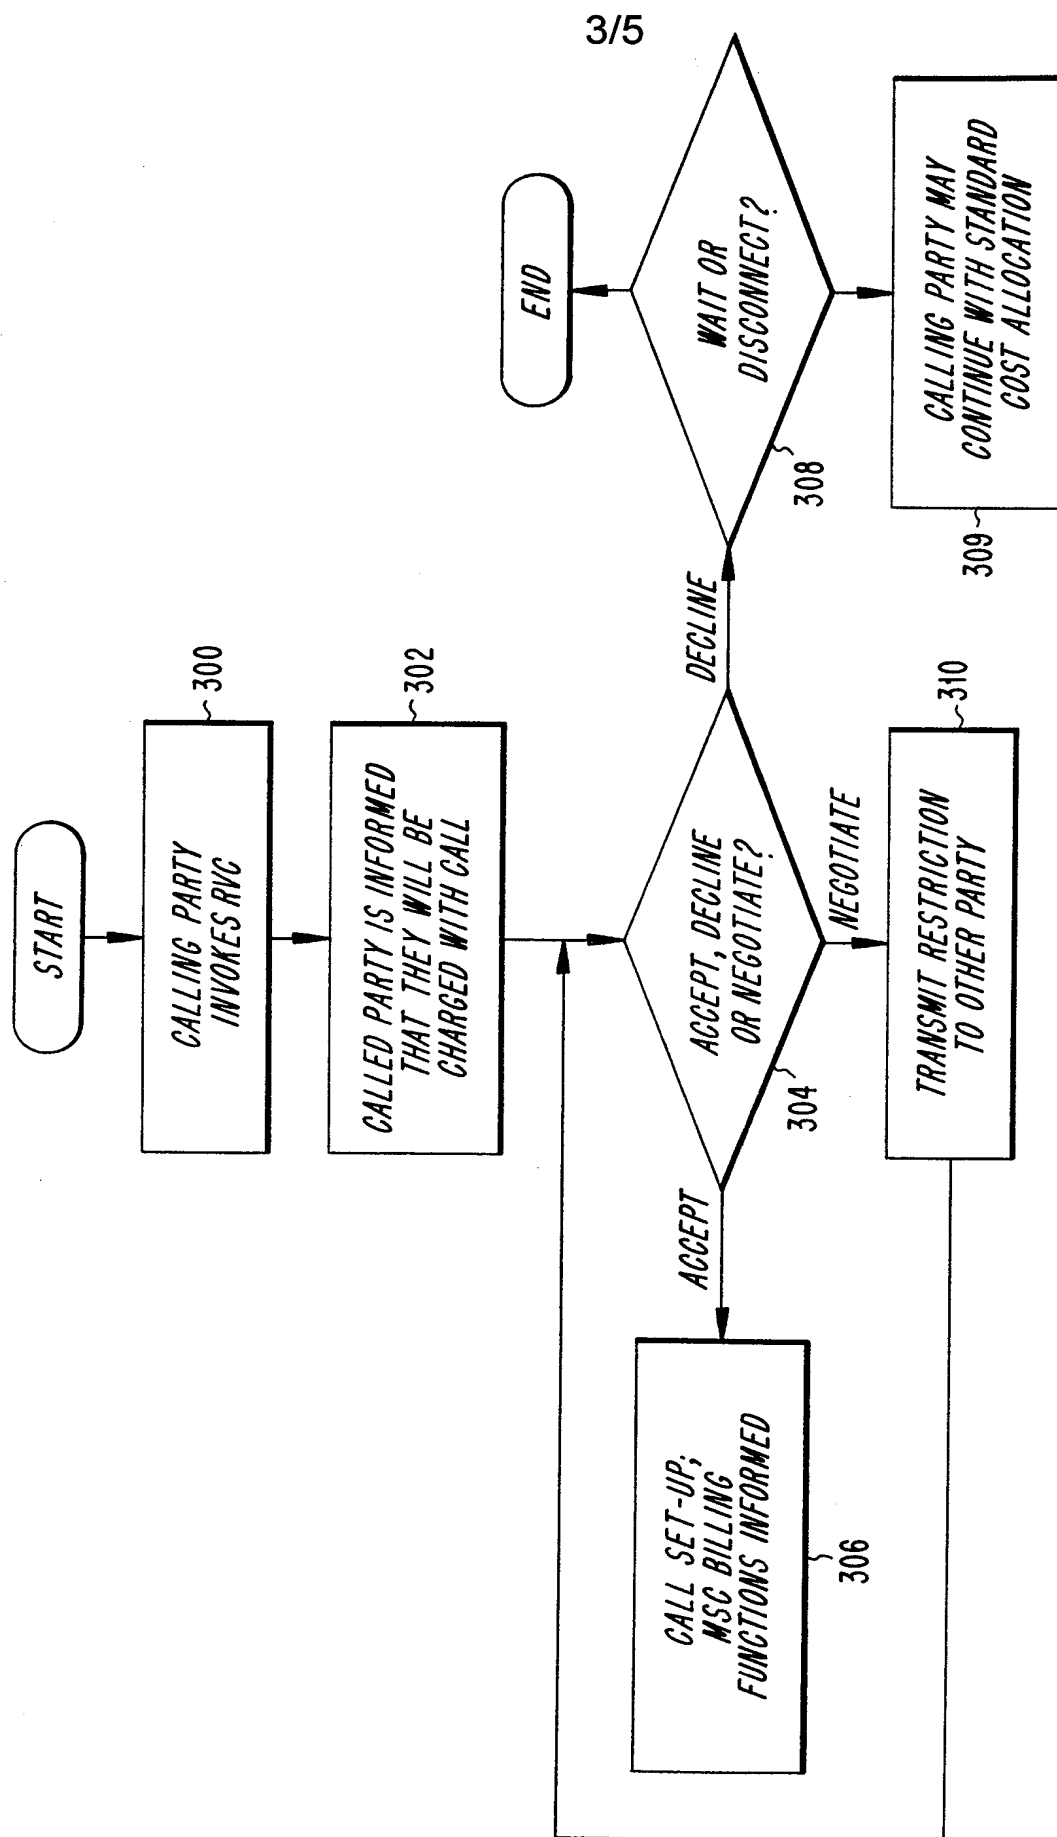 3/5
START
CALLING PARTY
INVOKES RVC
300
CALLED PARTY IS INFORMED
THAT THEY WILL BE
CHARGED WITH CALL
302
ACCEPT, DECLINE
OR NEGOTIATE?
304
ACCEPT
CALL SET-UP;
MSC BILLING
FUNCTIONS INFORMED
306
DECLINE
WAIT OR
DISCONNECT?
308
END
CALLING PARTY MAY
CONTINUE WITH STANDARD
COST ALLOCATION
309
NEGOTIATE
TRANSMIT RESTRICTION
TO OTHER PARTY
310